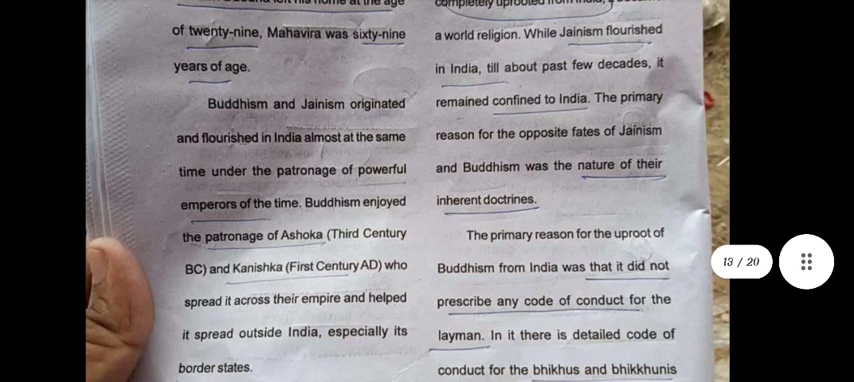 of twenty-nine, Mahavira was sixty-nine
years of age.
Buddhism and Jainism originated
and flourished in India almost at the same
time under the patronage of powerful
emperors of the time. Buddhism enjoyed
the patronage of Ashoka (Third Century
BC) and Kanishka (First Century AD) who
spread it across their empire and helped
it spread outside India, especially its
border states.
completely uprooted from India,
a world religion. While Jainism flourished
in India, till about past few decades, it
remained confined to India. The primary
reason for the opposite fates of Jainism
and Buddhism was the nature of their
inherent doctrines.
The primary reason for the uproot of
Buddhism from India was that it did not
prescribe any code of conduct for the
layman. In it there is detailed code of
conduct for the bhikhus and bhikkhunis
13 / 20